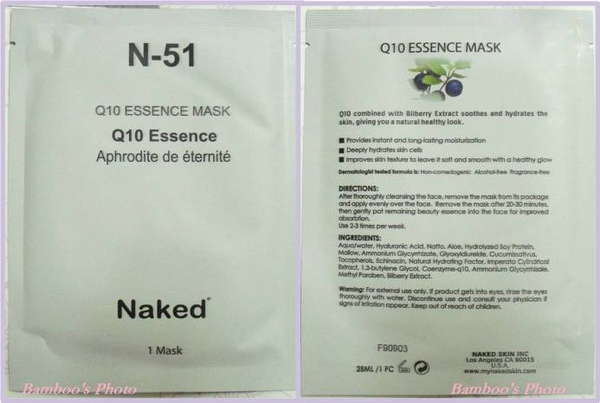 N-51
Q10 ESSENCE MASK
Q10 Essence
Aphrodite de éternité
Naked®
1 Mask
Bamboo's Photo
Q10 ESSENCE MASK
Q10 combined with Bilberry Extract soothes and hydrates the
skin, giving you a natural healthy look.
■ Provides instant and long-lasting moisturization
■ Deeply hydrates skin cells
■ Improves skin texture to leave it soft and smooth with a healthy glow
Dermatologist tested formula is: Non-comedogenic Alcohol-free Fragrance-free
DIRECTIONS:
After thoroughly cleansing the face, remove the mask from its package
and apply evenly over the face. Remove the mask after 20-30 minutes,
then gently pat remaining beauty essence into the face for improved
absorption.
Use 2-3 times per week.
INGREDIENTS:
Aqua/water, Hyaluronic Acid, Natto, Aloe, Hydrolyzed Soy Protein,
Mallow, Ammonium Glycyrrhizate, Glyoxyldiureide, Cucumissativus,
Tocopherols, Echinacin, Natural Hydrating Factor, Imperata Cylindrical
Extract, 1,3-butylene Glycol, Coenzyme-q10, Ammonium Glycyrrhizate,
Methyl Paraben, Bilberry Extract.
Warning: For external use only. If product gets into eyes, rinse the eyes
thoroughly with water. Discontinue use and consult your physician if
signs of irritation appear. Keep out of reach of children.
F90903
28ML / 1 PC
NAKED SKIN INC
Los Angeles CA 90015
U.S.A.
www.mynakedskin.com
Bamboo's Photo